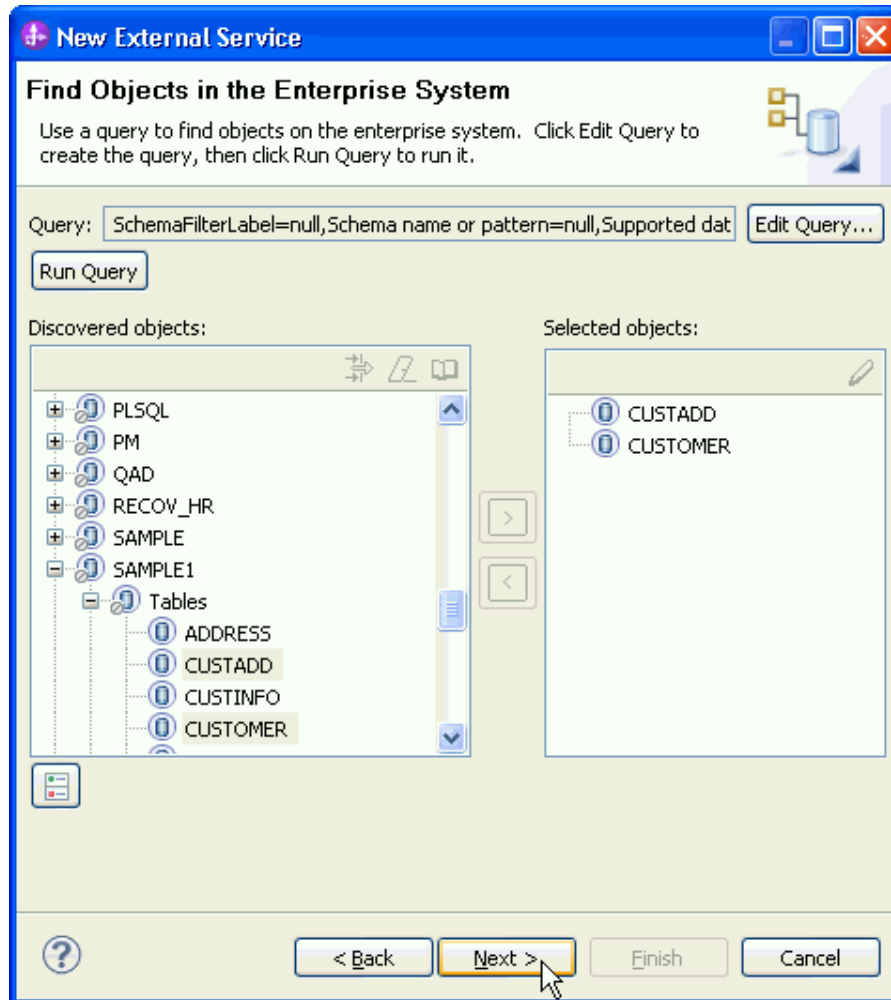 New External Service
Find Objects in the Enterprise System
Use a query to find objects on the enterprise system. Click Edit Query to
create the query, then click Run Query to run it.
Query: SchemaFilterLabel=null,Schema name or pattern=null,Supported dat Edit Query...
Run Query
Discovered objects: Selected objects:
PLSQL
PM
QAD
RECOV_HR
SAMPLE
SAMPLE1
Tables
ADDRESS
CUSTADD
CUSTINFO
CUSTOMER
CUSTADD
CUSTOMER
> 
<
? < Back Next > Finish Cancel